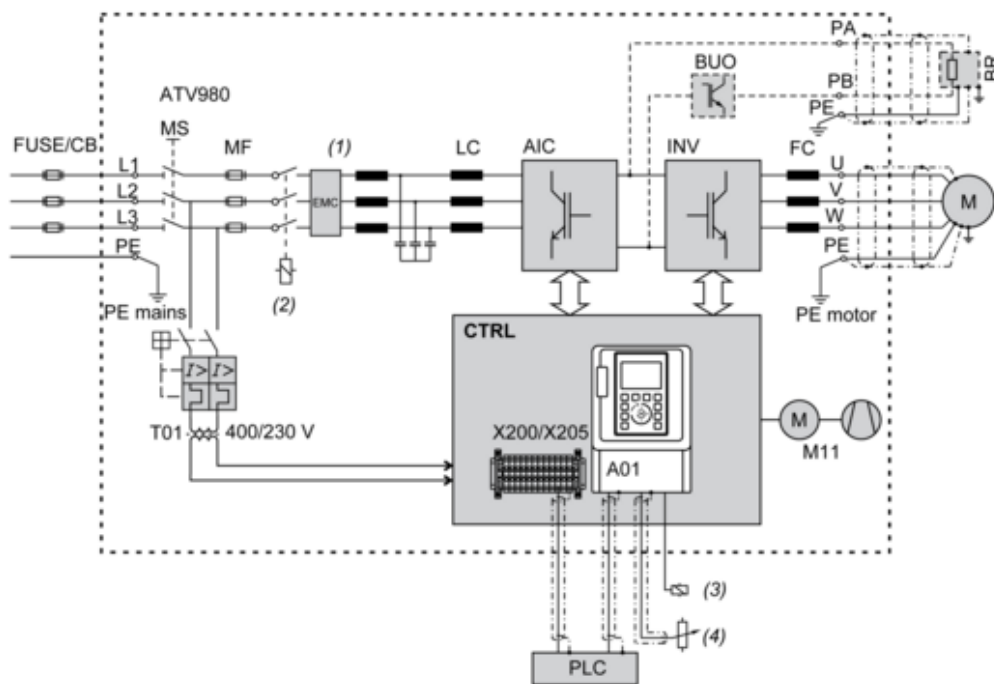 PA
BUO
PB
BR
ATV980
PE
MS
FUSE/CB
L1
MF
(1)
LC
AIC
INV
FC
U
L2
EMC
V
M
L3
W
PE
PE
(2)
PE mains
PE motor
CTRL
I> I>
T01
400/230 V
X200/X205
M
A01
M11
(3)
(4)
PLC